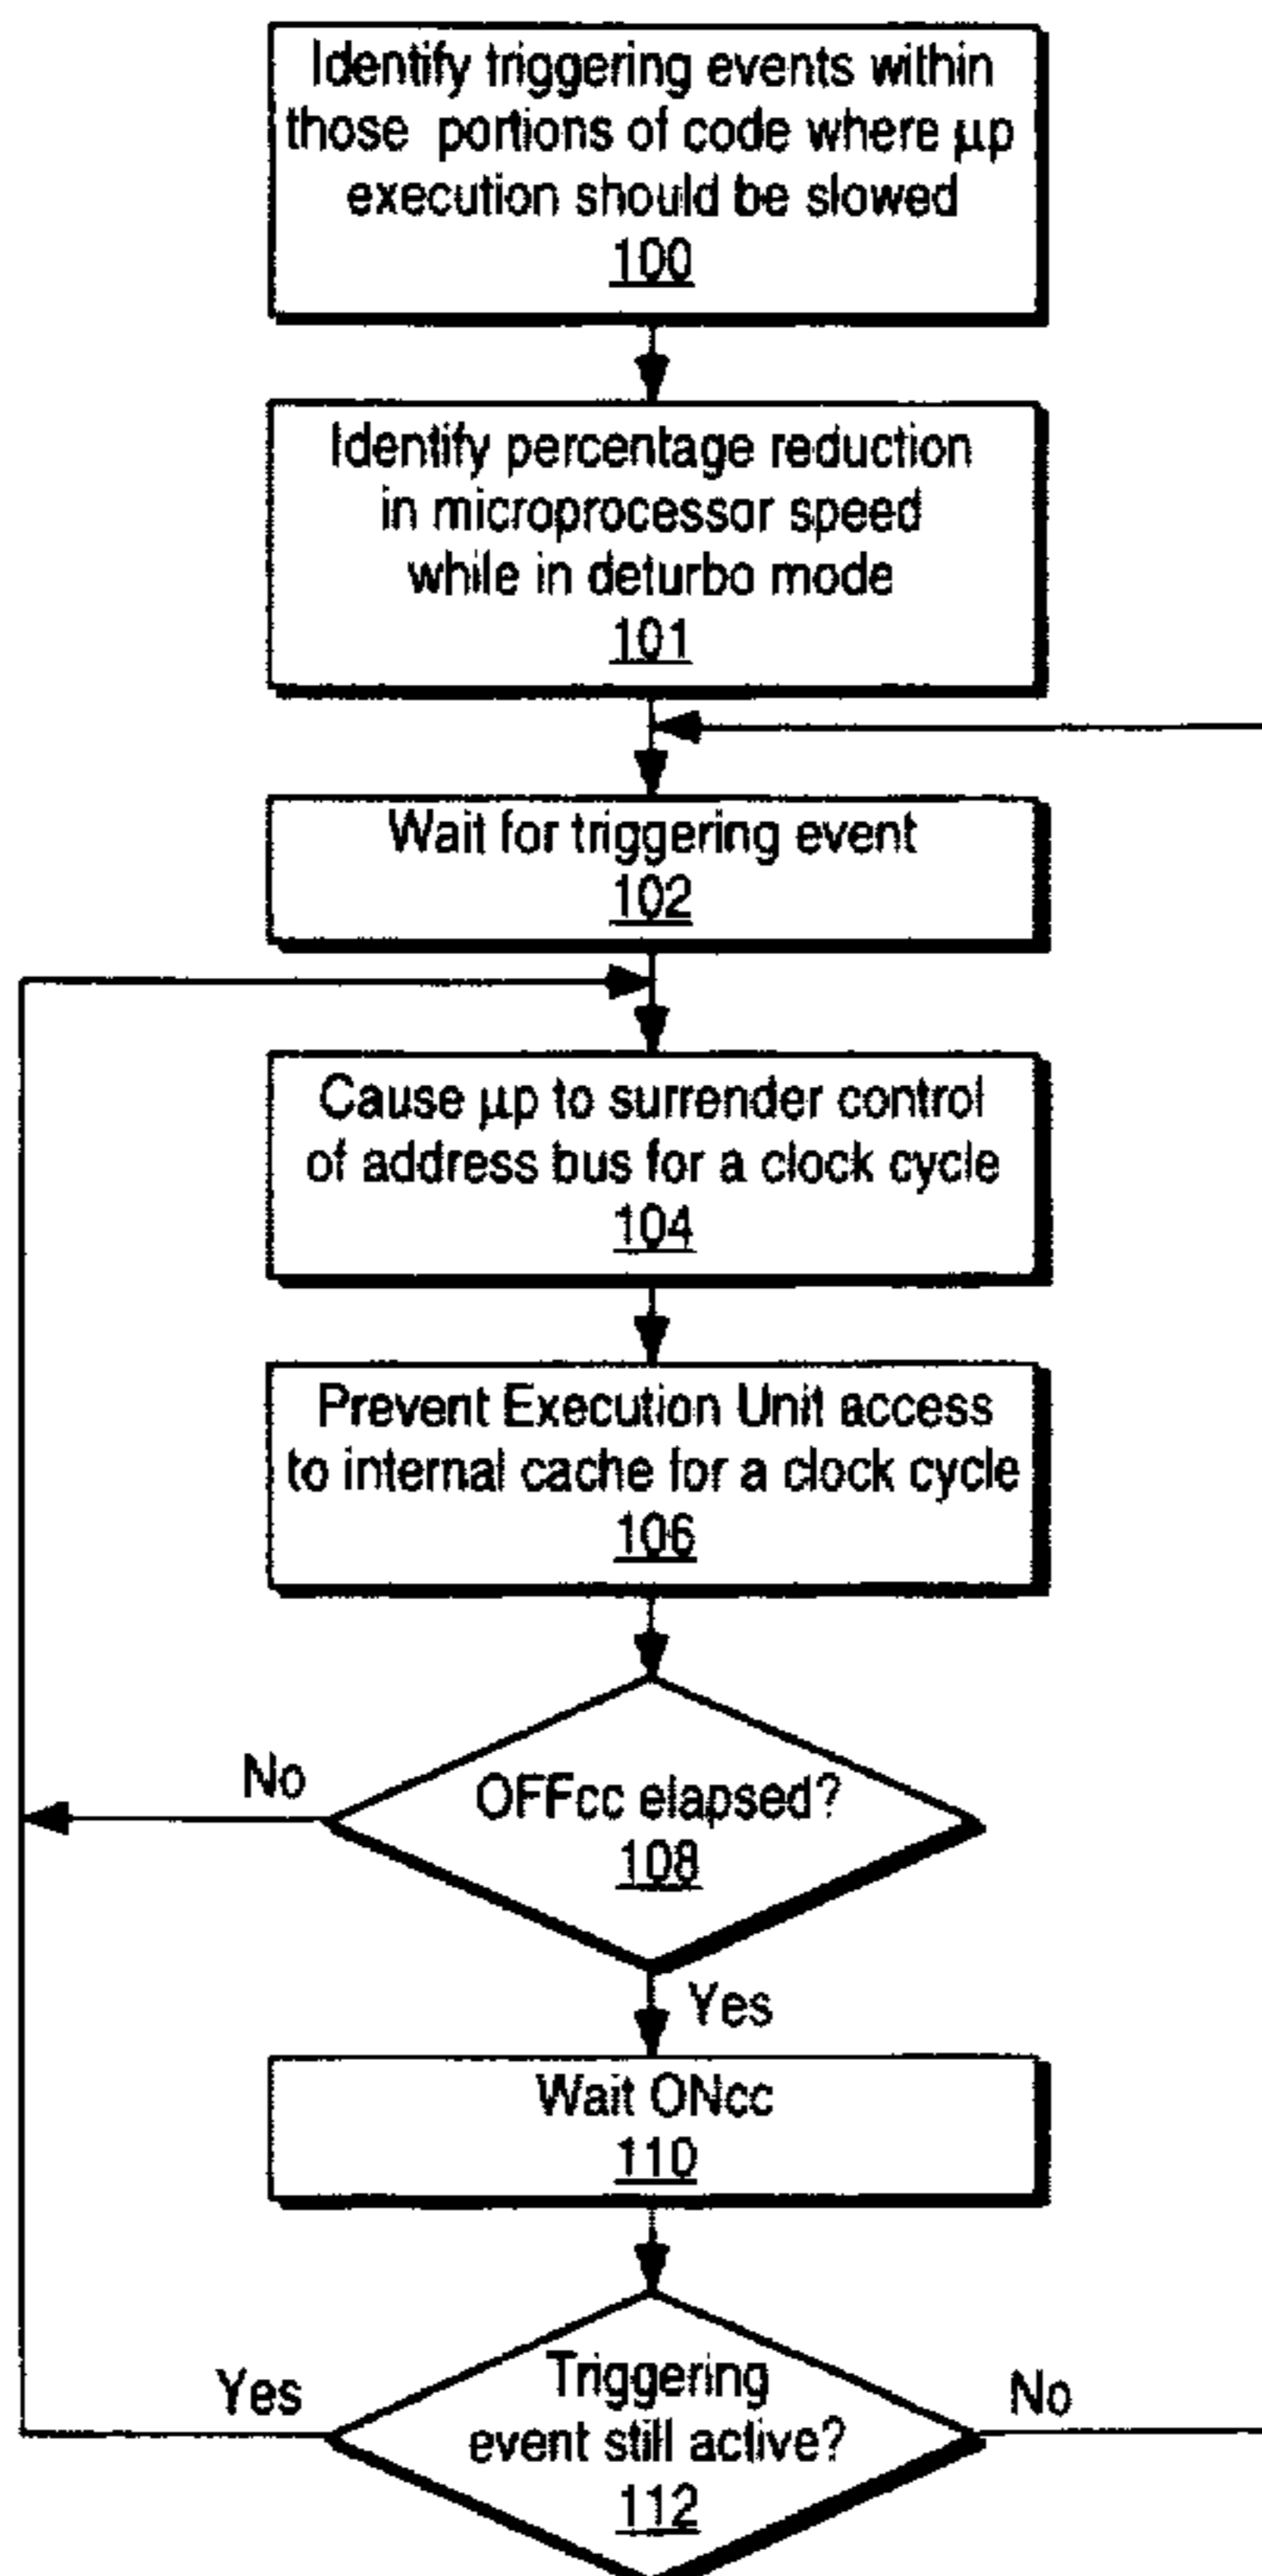 Identify triggering events within
those portions of code where µp
execution should be slowed
100
Identify percentage reduction
in microprocessor speed
while in deturbo mode
101
Wait for triggering event
102
Cause µp to surrender control
of address bus for a clock cycle
104
Prevent Execution Unit access
to internal cache for a clock cycle
106
No
OFFcc elapsed?
108
Yes
Wait ONcc
110
Yes
Triggering
event still active?
112
No